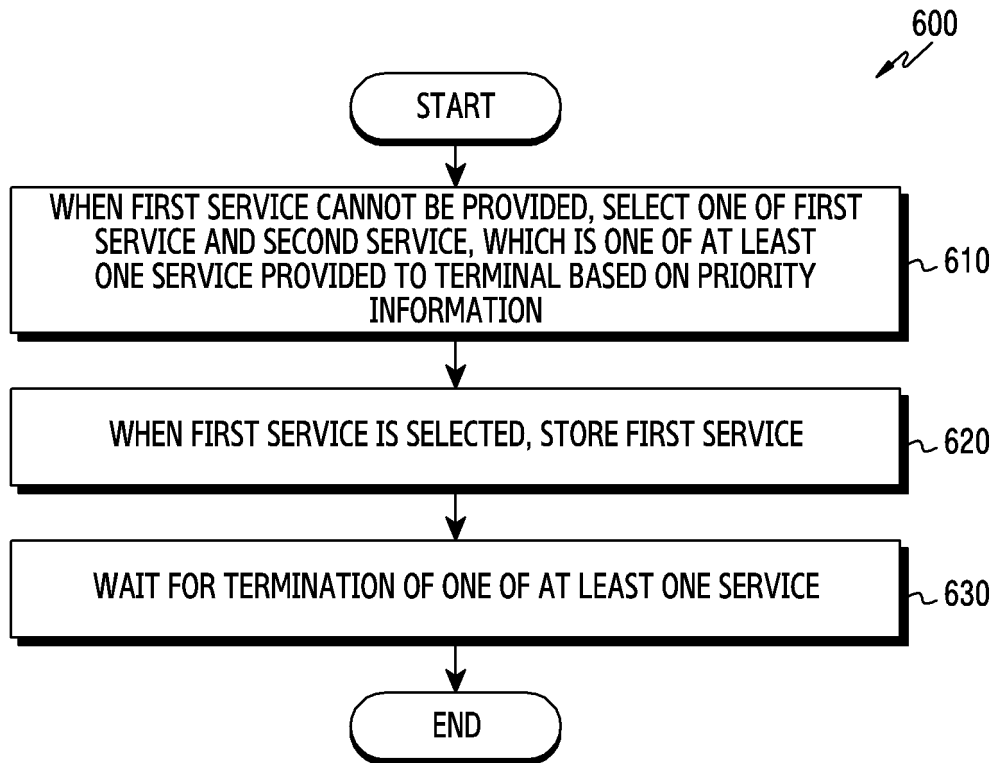 600
START
WHEN FIRST SERVICE CANNOT BE PROVIDED, SELECT ONE OF FIRST
SERVICE AND SECOND SERVICE, WHICH IS ONE OF AT LEAST
ONE SERVICE PROVIDED TO TERMINAL BASED ON PRIORITY
INFORMATION
610
WHEN FIRST SERVICE IS SELECTED, STORE FIRST SERVICE
620
WAIT FOR TERMINATION OF ONE OF AT LEAST ONE SERVICE
630
END